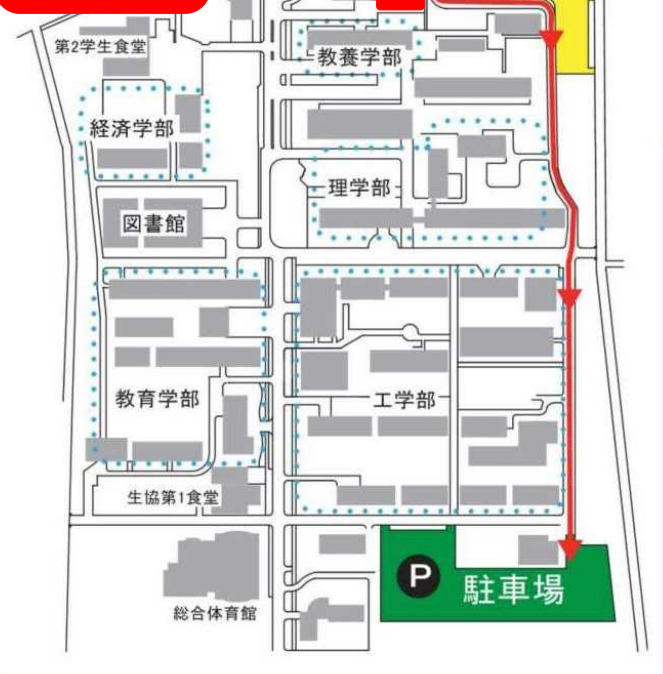 第2学生食堂
教養学部
経済学部
理学部
図書館
教育学部
工学部
生協第1食堂
P
駐車場
総合体育館